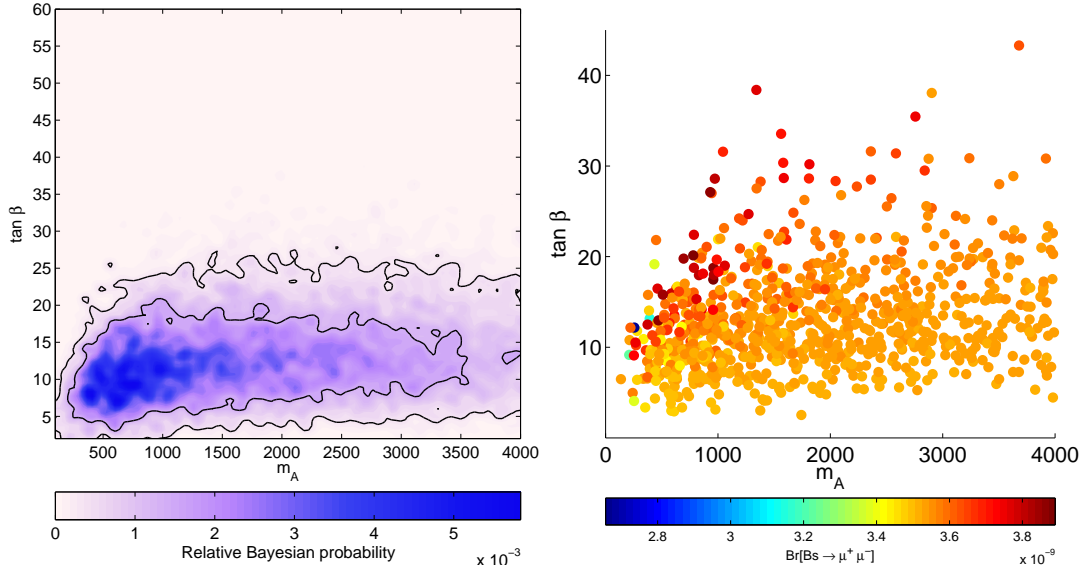 60
55
50
45
40
35
30
25
20
15
10
5
tan β
500 1000 1500 2000 2500 3000 3500 4000
m_A
0 1 2 3 4 5
Relative Bayesian probability
x 10^-3
40
30
20
10
tan β
0 1000 2000 3000 4000
m_A
2.8 3 3.2 3.4 3.6 3.8
Br[Bs → μ⁺ μ⁻]
x 10^-9